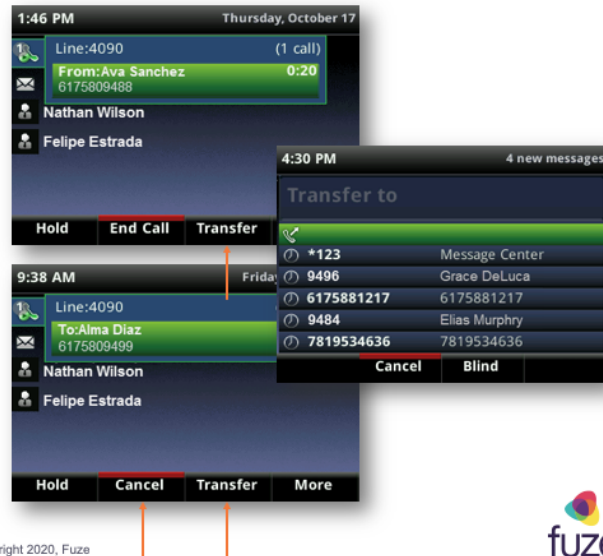 1:46 PM Thursday, October 17
Line:4090 (1 call)
From:Ava Sanchez 0:20
6175809488
Nathan Wilson
Felipe Estrada
Hold End Call Transfer
4:30 PM 4 new messages
Transfer to
*123 Message Center
9496 Grace DeLuca
6175881217 6175881217
9484 Elias Murphry
7819534636 7819534636
Cancel Blind
9:38 AM
Line:4090
To:Alma Diaz
6175809499
Nathan Wilson
Felipe Estrada
Hold Cancel Transfer More
2020, Fuze